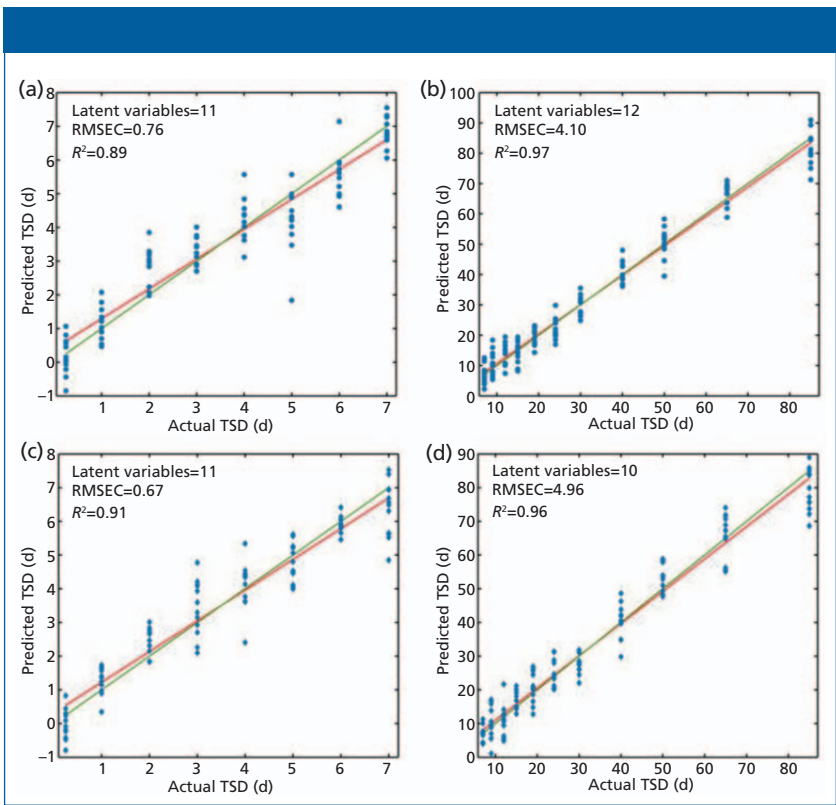 (a)
Latent variables=11
RMSEC=0.76
R²=0.89
8
7
6
5
4
3
2
1
0
−1
Predicted TSD (d)
1 2 3 4 5 6 7
Actual TSD (d)
(b)
Latent variables=12
RMSEC=4.10
R²=0.97
100
90
80
70
60
50
40
30
20
10
0
Predicted TSD (d)
10 20 30 40 50 60 70 80
Actual TSD (d)
(c)
Latent variables=11
RMSEC=0.67
R²=0.91
8
7
6
5
4
3
2
1
0
−1
Predicted TSD (d)
1 2 3 4 5 6 7
Actual TSD (d)
(d)
Latent variables=10
RMSEC=4.96
R²=0.96
90
80
70
60
50
40
30
20
10
0
Predicted TSD (d)
10 20 30 40 50 60 70 80
Actual TSD (d)